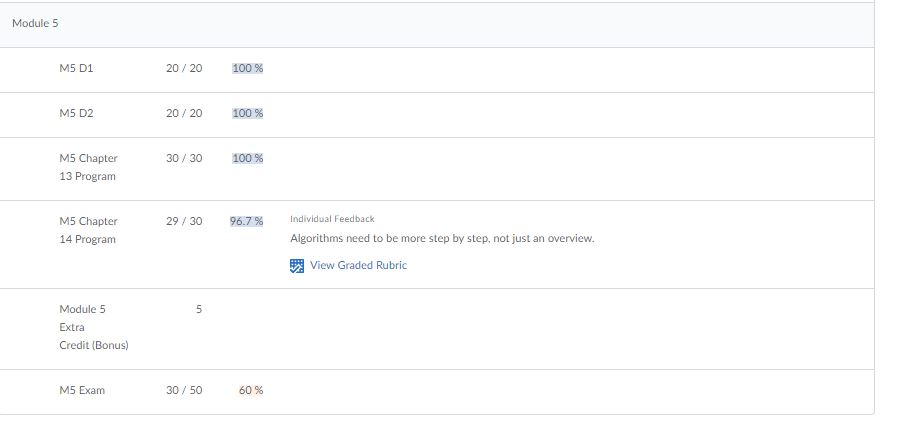 Module 5
M5 D1 20 / 20 100 %
M5 D2 20 / 20 100 %
M5 Chapter 13 Program 30 / 30 100 %
M5 Chapter 14 Program 29 / 30 96.7 %
Individual Feedback
Algorithms need to be more step by step, not just an overview.
View Graded Rubric
Module 5 Extra Credit (Bonus) 5
M5 Exam 30 / 50 60 %